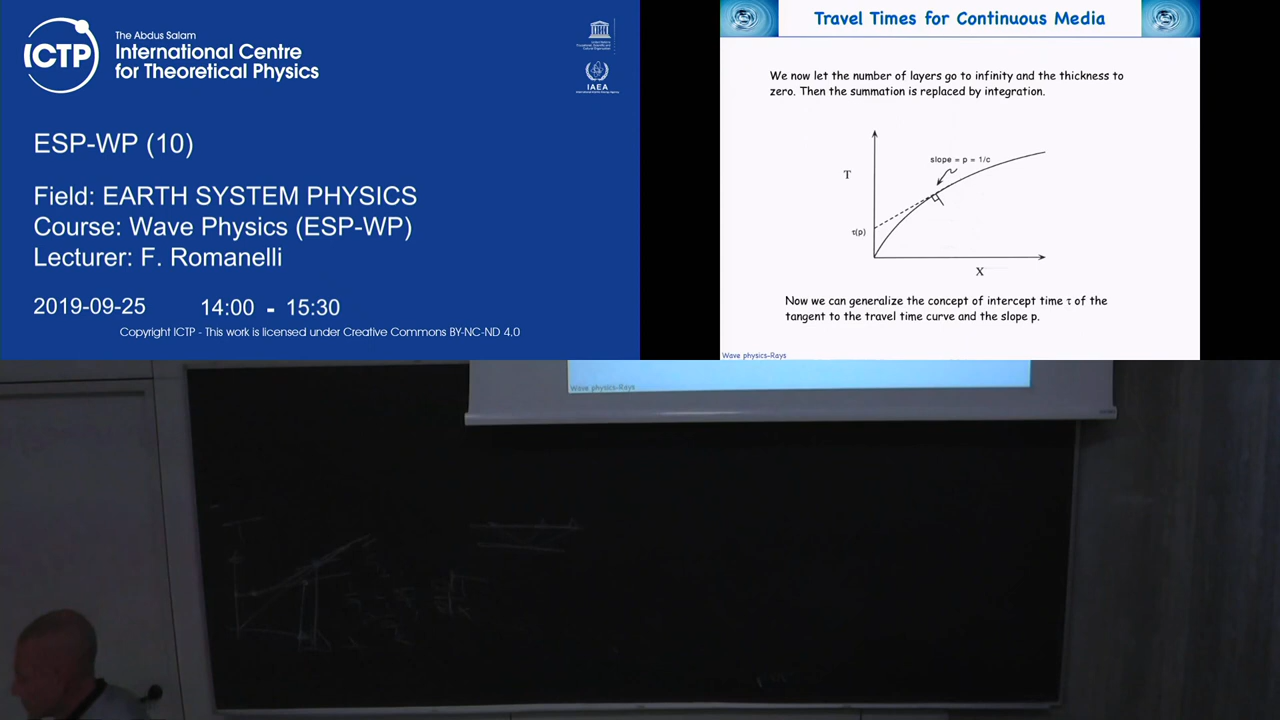 ICTP
The Abdus Salam
International Centre
for Theoretical Physics
IAEA
ESP-WP (10)
Field: EARTH SYSTEM PHYSICS
Course: Wave Physics (ESP-WP)
Lecturer: F. Romanelli
2019-09-25 14:00 - 15:30
Copyright ICTP - This work is licensed under Creative Commons BY-NC-ND 4.0
Travel Times for Continuous Media
We now let the number of layers go to infinity and the thickness to
zero. Then the summation is replaced by integration.
slope = p = 1/c
T
τ(p)
X
Now we can generalize the concept of intercept time τ of the
tangent to the travel time curve and the slope p.
Wave physics-Rays
Wave physics-Rays